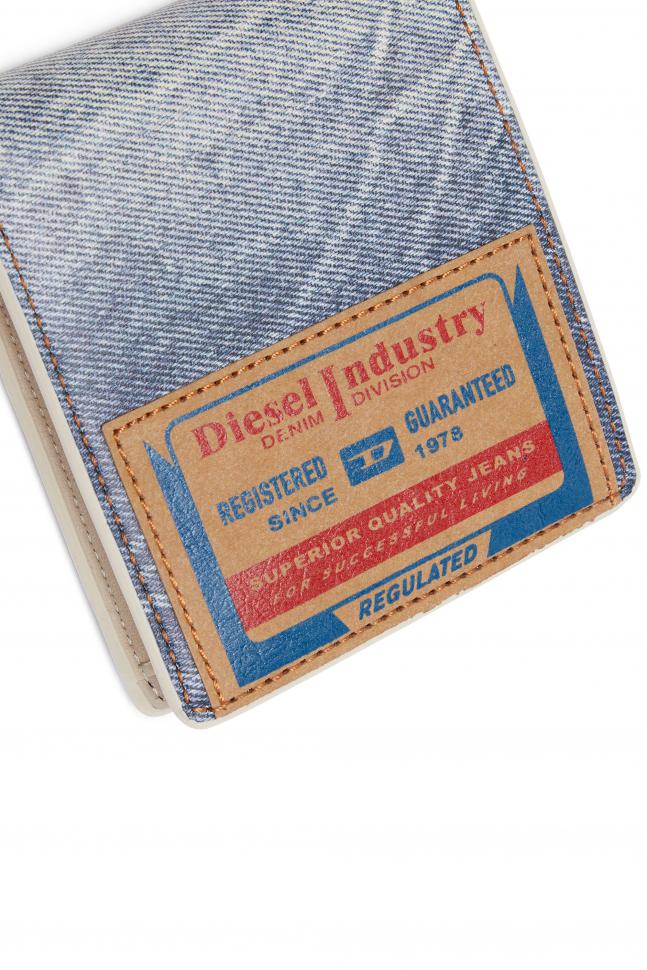 Diesel Industry
DENIM DIVISION
REGISTERED D GUARANTEED
SINCE 1978
SUPERIOR QUALITY JEANS
FOR SUCCESSFUL LIVING
REGULATED